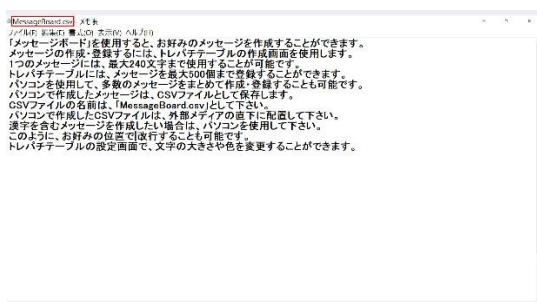 MessageBoard.csv - メモ帳
ファイル(F) 編集(E) 書式(O) 表示(V) ヘルプ(H)
「メッセージボード」を使用すると、お好みのメッセージを作成することができます。
メッセージの作成・登録するには、トレパチテーブルの作成画面を使用します。
1つのメッセージには、最大240文字まで使用することが可能です。
トレパチテーブルには、メッセージを最大500個まで登録することができます。
パソコンを使用して、多数のメッセージをまとめて作成・登録することも可能です。
パソコンで作成したメッセージは、CSVファイルとして保存します。
CSVファイルの名前は、「MessageBoard.csv」として下さい。
パソコンで作成したCSVファイルは、外部メディアの直下に配置して下さい。
漢字を含むメッセージを作成したい場合は、パソコンを使用して下さい。
このように、お好みの位置で改行することも可能です。
トレパチテーブルの設定画面で、文字の大きさや色を変更することができます。